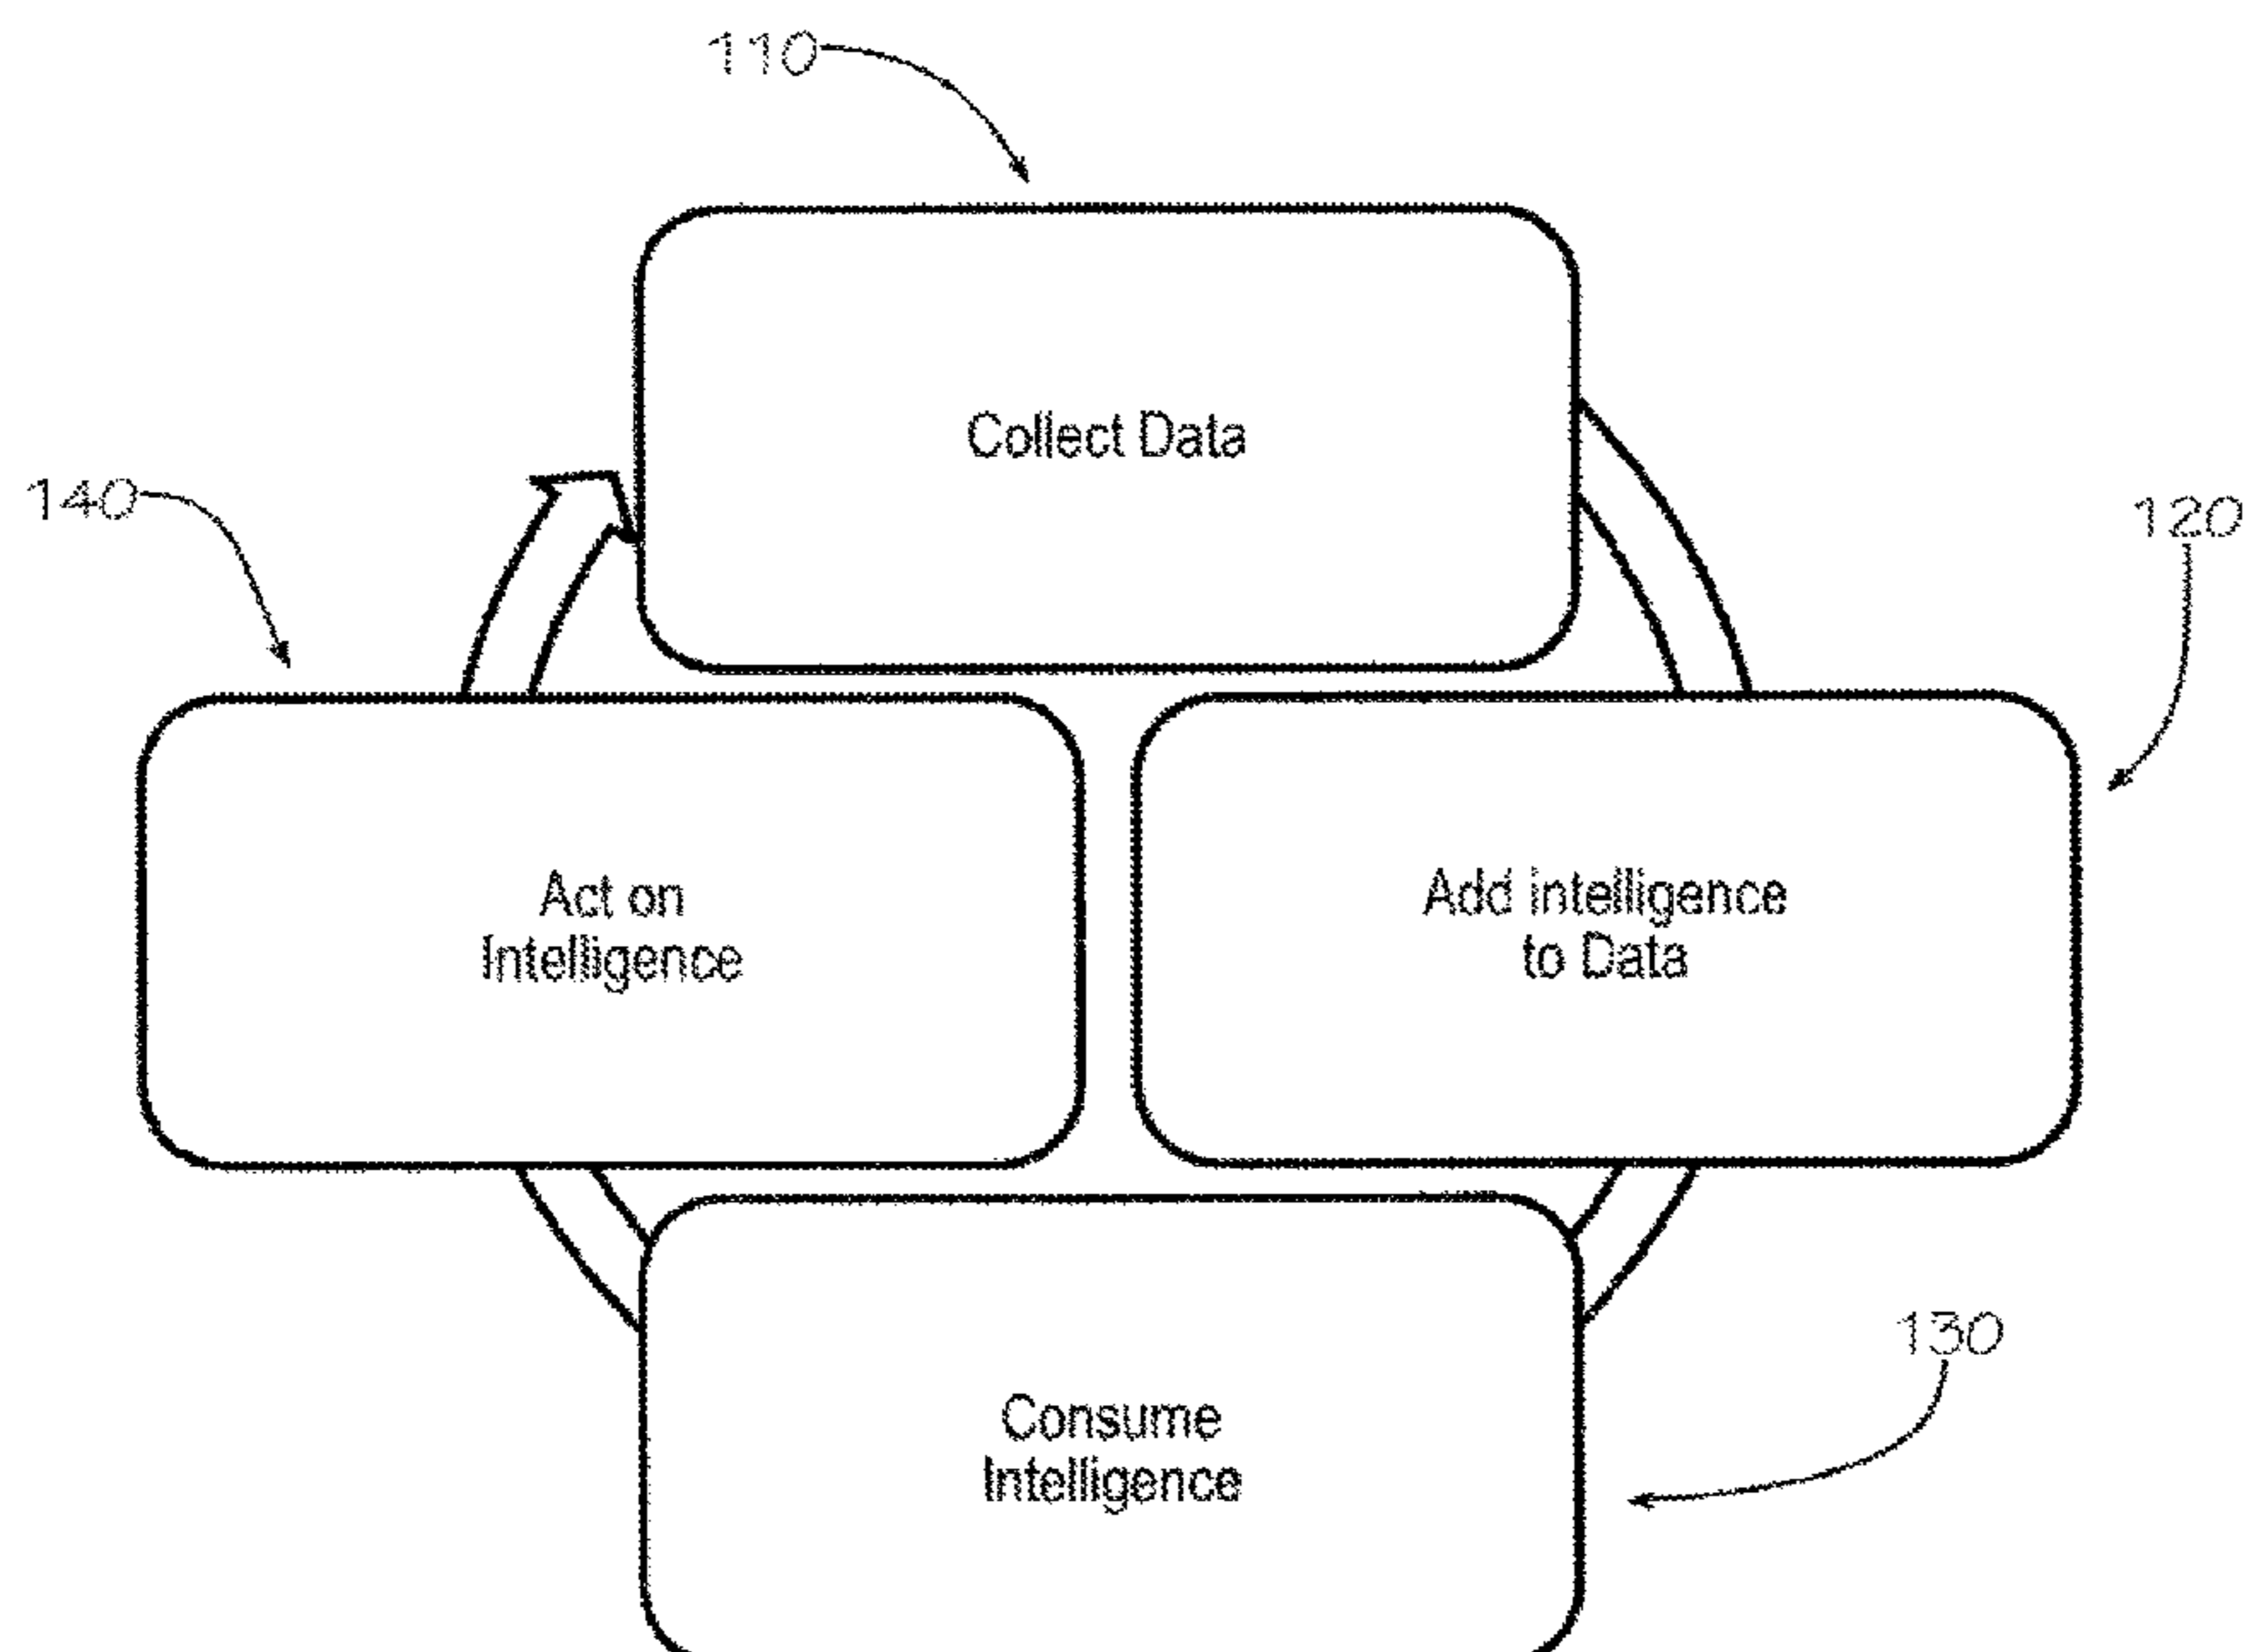 110
Collect Data
140
120
Act on
Intelligence
Add intelligence
to Data
130
Consume
Intelligence